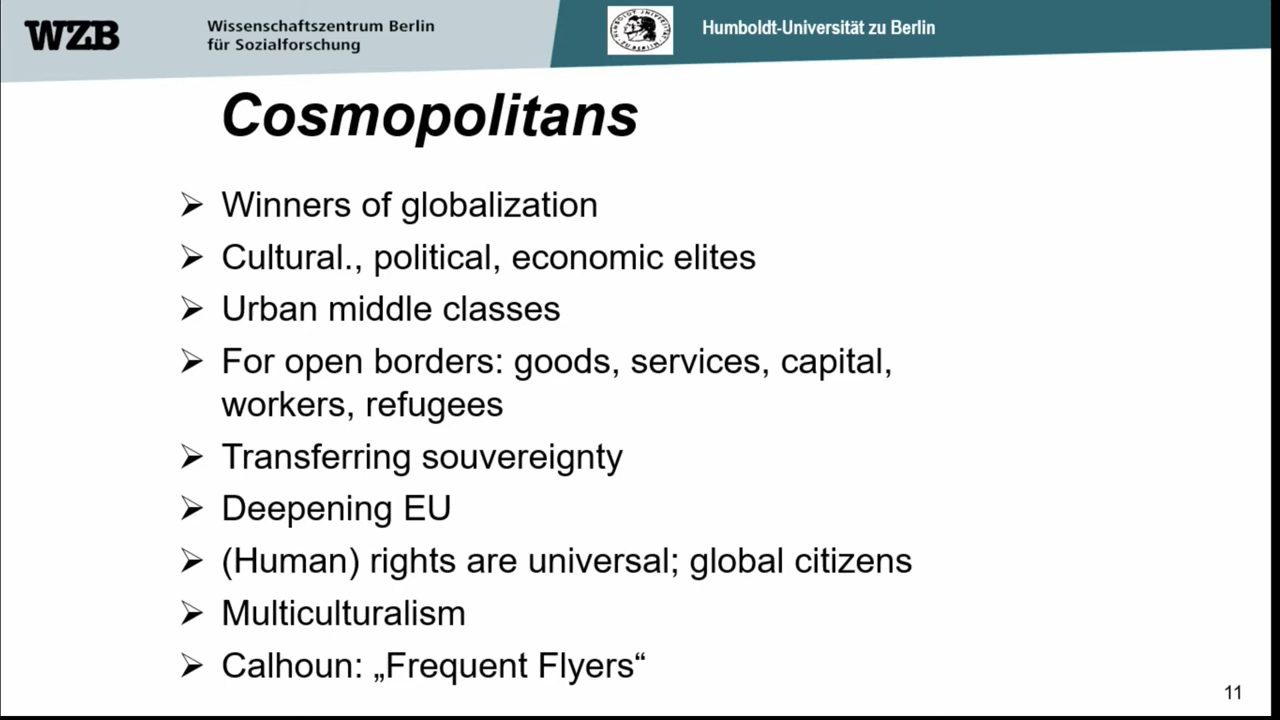 WZB
Wissenschaftszentrum Berlin
für Sozialforschung
Humboldt-Universität zu Berlin
Cosmopolitans
➢ Winners of globalization
➢ Cultural., political, economic elites
➢ Urban middle classes
➢ For open borders: goods, services, capital,
workers, refugees
➢ Transferring souvereignty
➢ Deepening EU
➢ (Human) rights are universal; global citizens
➢ Multiculturalism
➢ Calhoun: „Frequent Flyers“
11